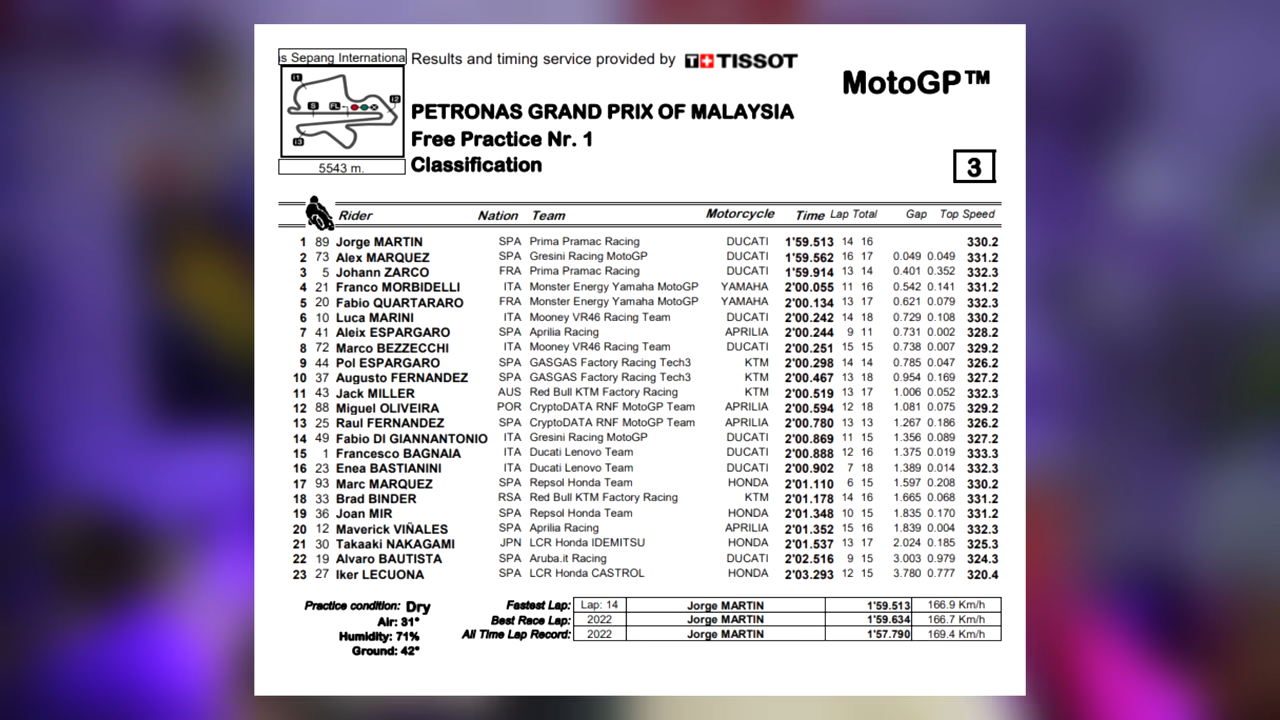 s Sepang Internationa
Results and timing service provided by T+TISSOT
MotoGP™
I1
I2
S
FL
I3
5543 m.
PETRONAS GRAND PRIX OF MALAYSIA
Free Practice Nr. 1
Classification
3
Rider Nation Team Motorcycle Time Lap Total Gap Top Speed
1 89 Jorge MARTIN SPA Prima Pramac Racing DUCATI 1'59.513 14 16 330.2
2 73 Alex MARQUEZ SPA Gresini Racing MotoGP DUCATI 1'59.562 16 17 0.049 0.049 331.2
3 5 Johann ZARCO FRA Prima Pramac Racing DUCATI 1'59.914 13 14 0.401 0.352 332.3
4 21 Franco MORBIDELLI ITA Monster Energy Yamaha MotoGP YAMAHA 2'00.055 11 16 0.542 0.141 331.2
5 20 Fabio QUARTARARO FRA Monster Energy Yamaha MotoGP YAMAHA 2'00.134 13 17 0.621 0.079 332.3
6 10 Luca MARINI ITA Mooney VR46 Racing Team DUCATI 2'00.242 14 18 0.729 0.108 330.2
7 41 Aleix ESPARGARO SPA Aprilia Racing APRILIA 2'00.244 9 11 0.731 0.002 328.2
8 72 Marco BEZZECCHI ITA Mooney VR46 Racing Team DUCATI 2'00.251 15 15 0.738 0.007 329.2
9 44 Pol ESPARGARO SPA GASGAS Factory Racing Tech3 KTM 2'00.298 14 14 0.785 0.047 326.2
10 37 Augusto FERNANDEZ SPA GASGAS Factory Racing Tech3 KTM 2'00.467 13 18 0.954 0.169 327.2
11 43 Jack MILLER AUS Red Bull KTM Factory Racing KTM 2'00.519 13 17 1.006 0.052 332.3
12 88 Miguel OLIVEIRA POR CryptoDATA RNF MotoGP Team APRILIA 2'00.594 12 18 1.081 0.075 329.2
13 25 Raul FERNANDEZ SPA CryptoDATA RNF MotoGP Team APRILIA 2'00.780 13 13 1.267 0.186 326.2
14 49 Fabio DI GIANNANTONIO ITA Gresini Racing MotoGP DUCATI 2'00.869 11 15 1.356 0.089 327.2
15 1 Francesco BAGNAIA ITA Ducati Lenovo Team DUCATI 2'00.888 12 16 1.375 0.019 333.3
16 23 Enea BASTIANINI ITA Ducati Lenovo Team DUCATI 2'00.902 7 18 1.389 0.014 332.3
17 93 Marc MARQUEZ SPA Repsol Honda Team HONDA 2'01.110 6 15 1.597 0.208 330.2
18 33 Brad BINDER RSA Red Bull KTM Factory Racing KTM 2'01.178 14 16 1.665 0.068 331.2
19 36 Joan MIR SPA Repsol Honda Team HONDA 2'01.348 10 15 1.835 0.170 331.2
20 12 Maverick VIÑALES SPA Aprilia Racing APRILIA 2'01.352 15 16 1.839 0.004 332.3
21 30 Takaaki NAKAGAMI JPN LCR Honda IDEMITSU HONDA 2'01.537 13 17 2.024 0.185 325.3
22 19 Alvaro BAUTISTA SPA Aruba.it Racing DUCATI 2'02.516 9 15 3.003 0.979 324.3
23 27 Iker LECUONA SPA LCR Honda CASTROL HONDA 2'03.293 12 15 3.780 0.777 320.4
Practice condition: Dry
Air: 31°
Humidity: 71%
Ground: 42°
Fastest Lap: Lap: 14 Jorge MARTIN 1'59.513 166.9 Km/h
Best Race Lap: 2022 Jorge MARTIN 1'59.634 166.7 Km/h
All Time Lap Record: 2022 Jorge MARTIN 1'57.790 169.4 Km/h